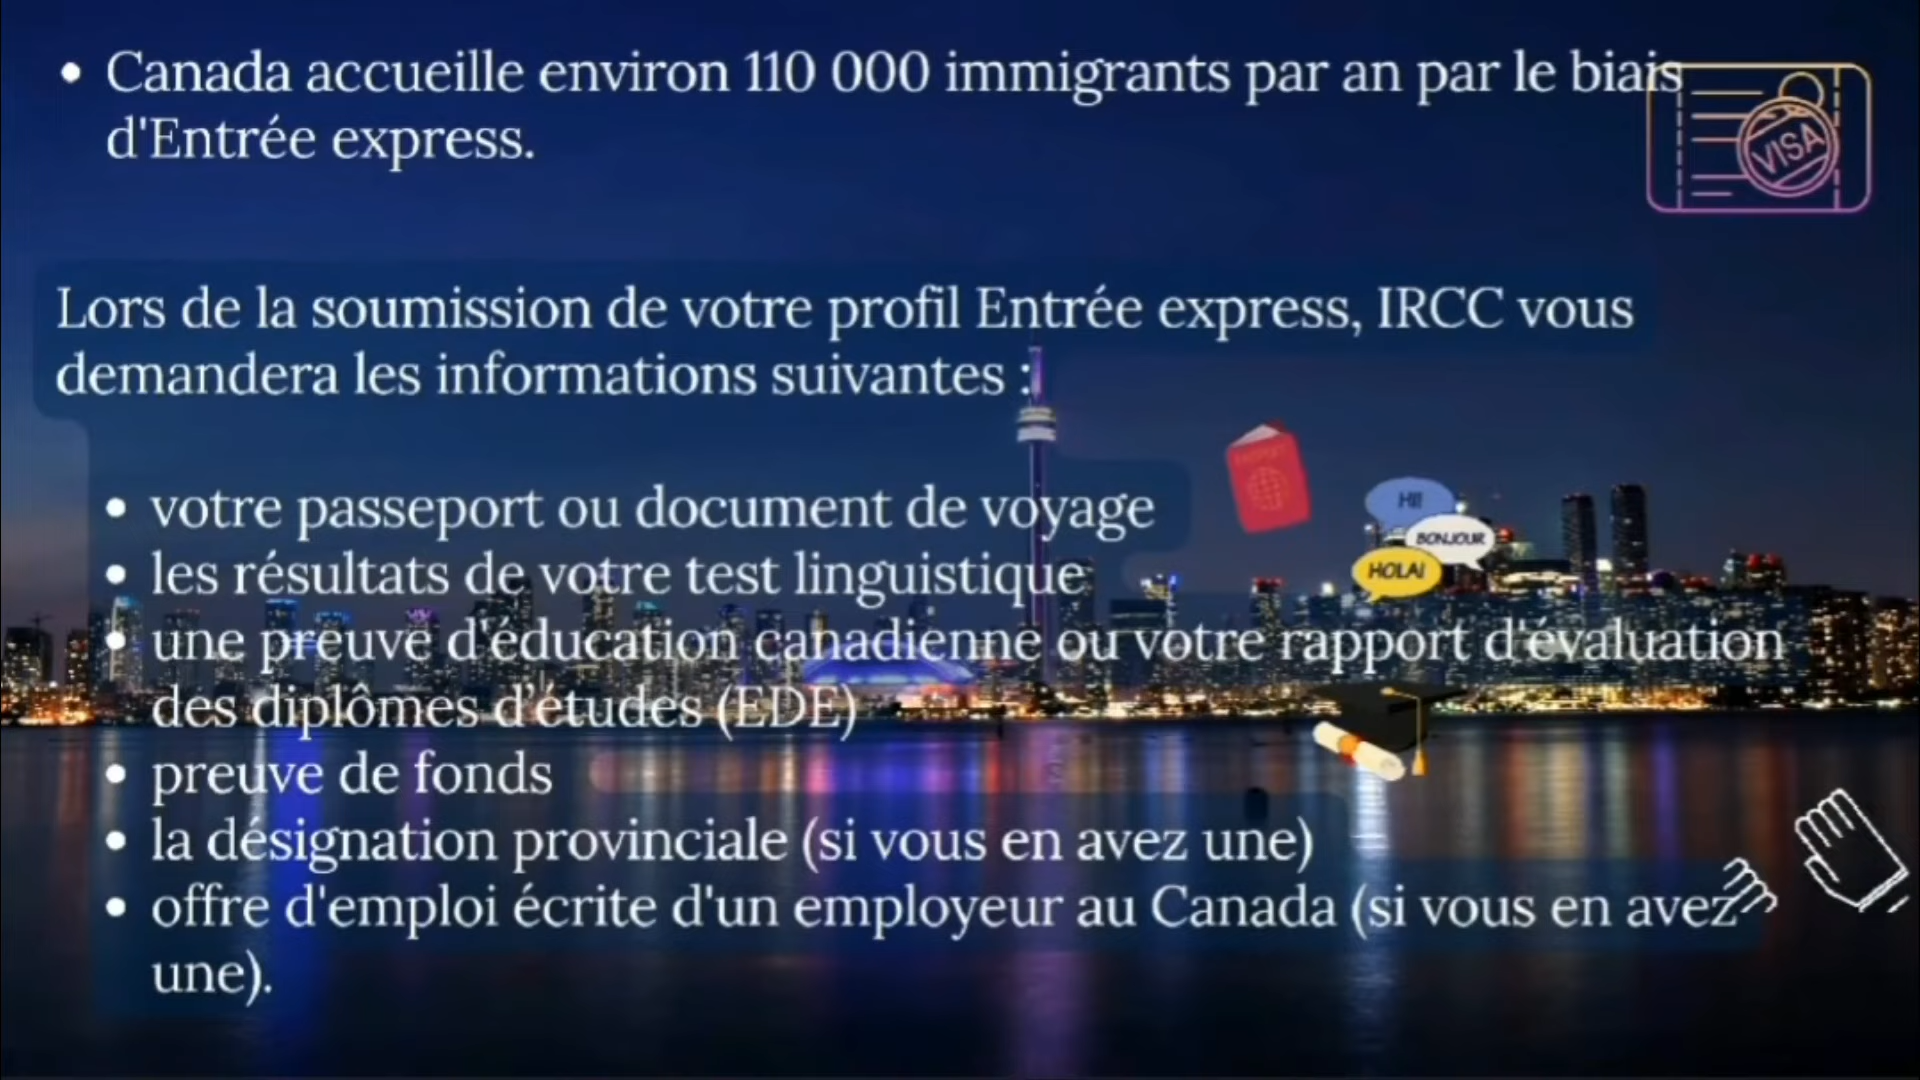 • Canada accueille environ 110 000 immigrants par an par le biais
d'Entrée express.
VISA
Lors de la soumission de votre profil Entrée express, IRCC vous
demandera les informations suivantes :
• votre passeport ou document de voyage
HI!
BONJOUR
HOLA!
• les résultats de votre test linguistique
• une preuve d'éducation canadienne ou votre rapport d'évaluation
des diplômes d'études (EDE)
• preuve de fonds
• la désignation provinciale (si vous en avez une)
• offre d'emploi écrite d'un employeur au Canada (si vous en avez
une).